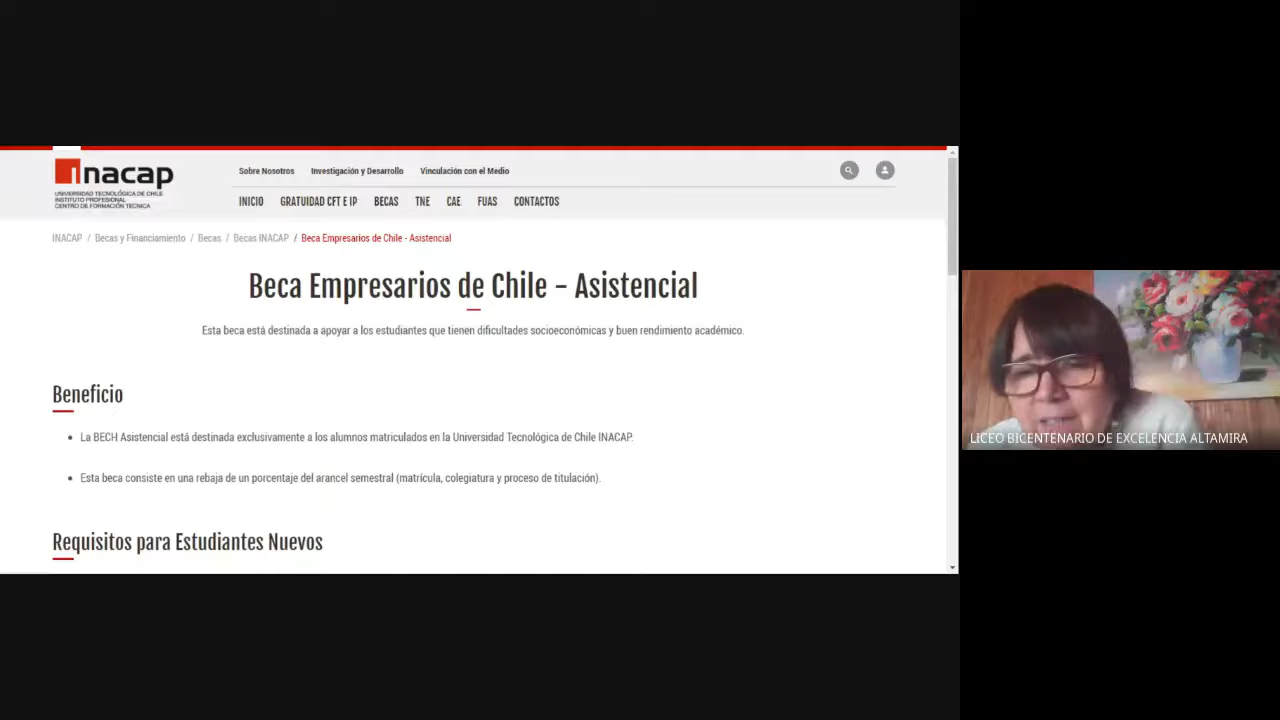 inacap
UNIVERSIDAD TECNOLÓGICA DE CHILE
INSTITUTO PROFESIONAL
CENTRO DE FORMACIÓN TECNICA
Sobre Nosotros Investigación y Desarrollo Vinculación con el Medio
INICIO GRATUIDAD CFT E IP BECAS TNE CAE FUAS CONTACTOS
INACAP / Becas y Financiamiento / Becas / Becas INACAP / Beca Empresarios de Chile - Asistencial
Beca Empresarios de Chile - Asistencial
Esta beca está destinada a apoyar a los estudiantes que tienen dificultades socioeconómicas y buen rendimiento académico.
Beneficio
• La BECH Asistencial está destinada exclusivamente a los alumnos matriculados en la Universidad Tecnológica de Chile INACAP.
• Esta beca consiste en una rebaja de un porcentaje del arancel semestral (matrícula, colegiatura y proceso de titulación).
Requisitos para Estudiantes Nuevos
LICEO BICENTENARIO DE EXCELENCIA ALTAMIRA